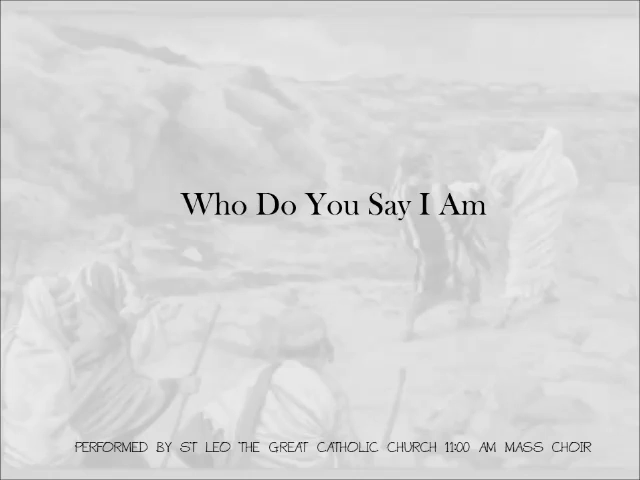 Who Do You Say I Am
PERFORMED BY ST LEO THE GREAT CATHOLIC CHURCH 11:00 AM MASS CHOIR